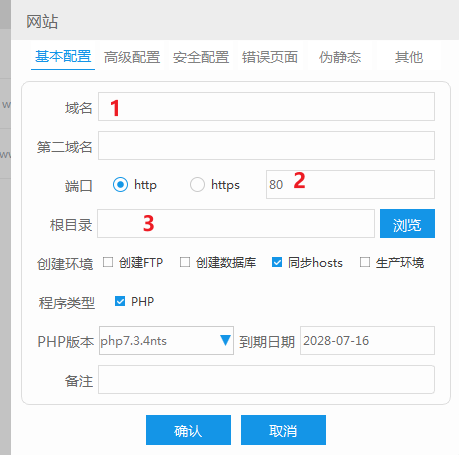 网站
基本配置 高级配置 安全配置 错误页面 伪静态 其他
域名 1
第二域名
端口 http https 80 2
根目录 3 浏览
创建环境 创建FTP 创建数据库 同步hosts 生产环境
程序类型 PHP
PHP版本 php7.3.4nts 到期日期 2028-07-16
备注
确认 取消